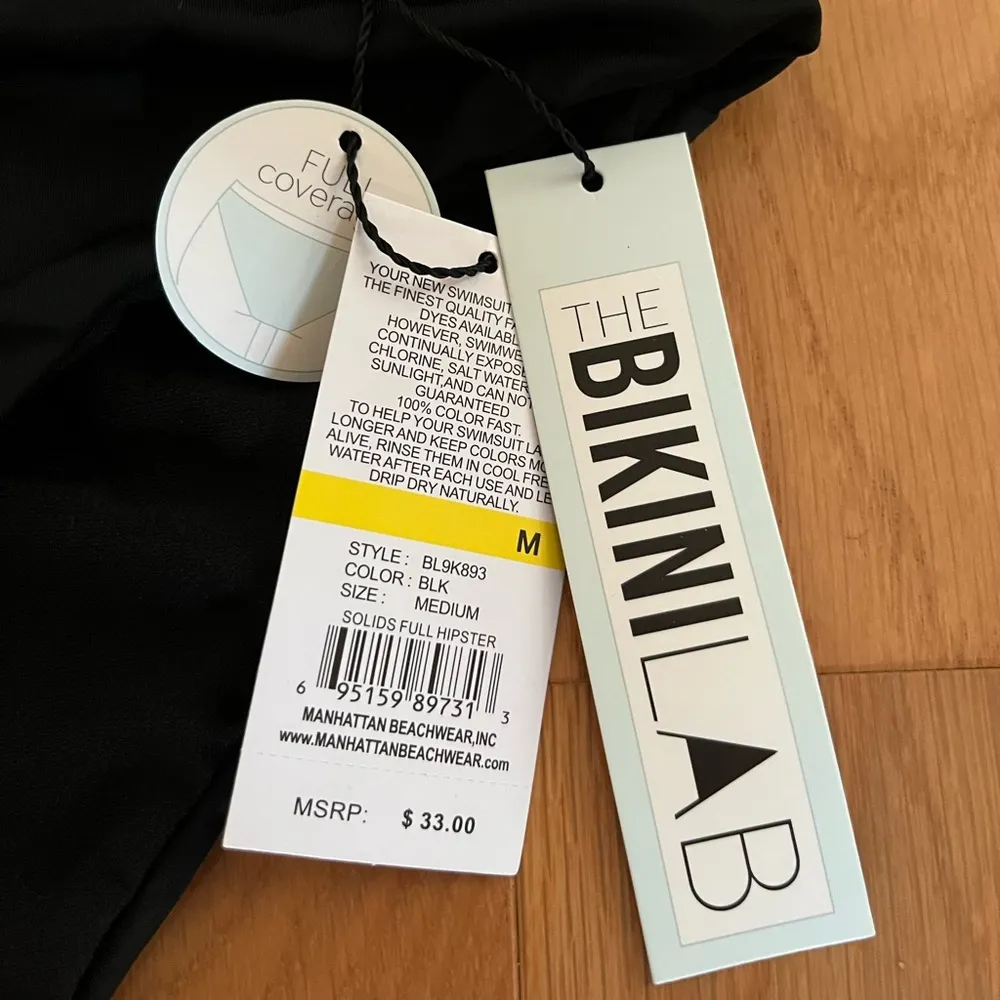 FULL
covera
YOUR NEW SWIMSUIT
THE FINEST QUALITY
DYES AVAILABL
HOWEVER, SWIMWE
CONTINUALLY EXPOSE
CHLORINE, SALT WATER
SUNLIGHT, AND CAN NOT
GUARANTEED
100% COLOR FAST.
TO HELP YOUR SWIMSUIT LA
LONGER AND KEEP COLORS MO
ALIVE, RINSE THEM IN COOL FRE
WATER AFTER EACH USE AND LE
DRIP DRY NATURALLY.
M
STYLE: BL9K893
COLOR: BLK
SIZE: MEDIUM
SOLIDS FULL HIPSTER
6 95159 89731 3
MANHATTAN BEACHWEAR,INC
www.MANHATTANBEACHWEAR.com
MSRP: $ 33.00
THE
BIKINI LAB